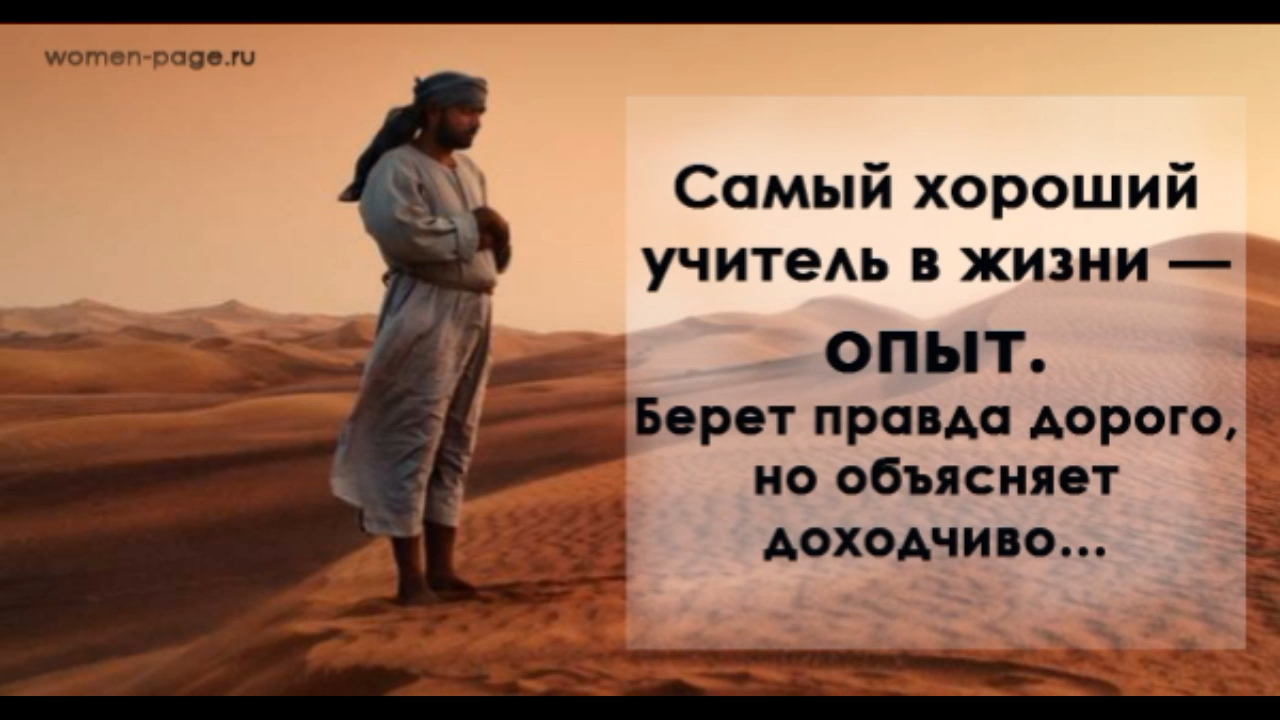 women-page.ru
Самый хороший
учитель в жизни —
опыт.
Берет правда дорого,
но объясняет
доходчиво...